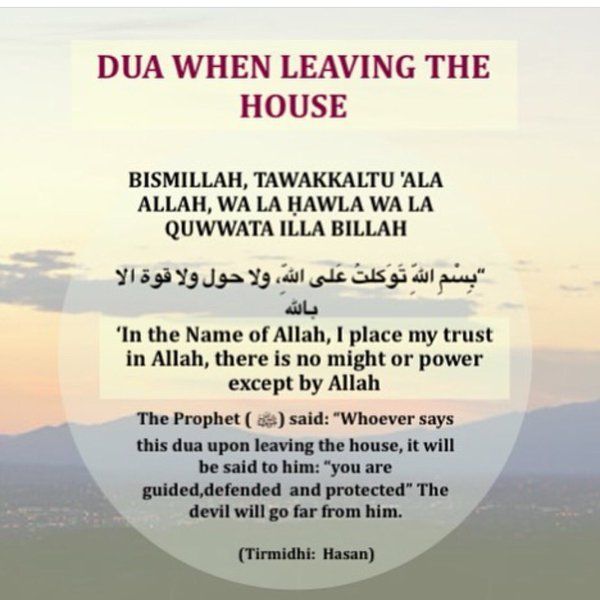 DUA WHEN LEAVING THE
HOUSE
BISMILLAH, TAWAKKALTU 'ALA
ALLAH, WA LA ḤAWLA WA LA
QUWWATA ILLA BILLAH
“بِسْمِ اللهِّ تَوَكلتُ عَلى اللهِّ، ولا حول ولا قوة الا
بالله
‘In the Name of Allah, I place my trust
in Allah, there is no might or power
except by Allah
The Prophet ( ﷺ) said: “Whoever says
this dua upon leaving the house, it will
be said to him: “you are
guided,defended and protected” The
devil will go far from him.
(Tirmidhi: Hasan)